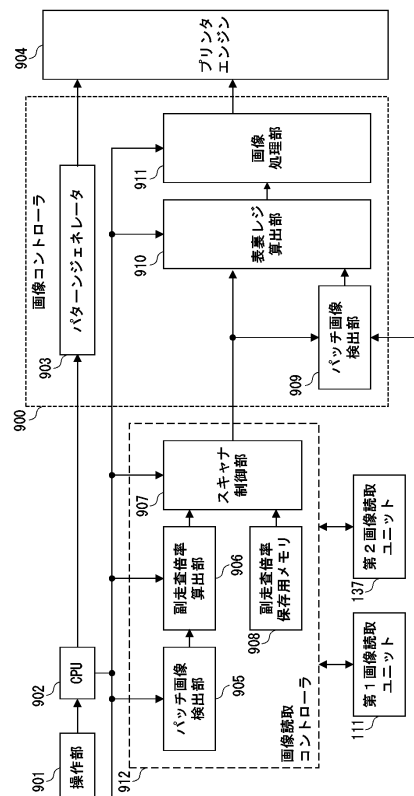 901
操作部
902
CPU
900
画像コントローラ
903
パターンジェネレータ
904
プリンタ
エンジン
912
パッチ画像
検出部
905
副走査倍率
算出部
906
907
スキャナ
制御部
副走査倍率
保存用メモリ
908
画像読取
コントローラ
909
パッチ画像
検出部
910
表裏レジ
算出部
911
画像
処理部
111
第1画像読取
ユニット
137
第2画像読取
ユニット